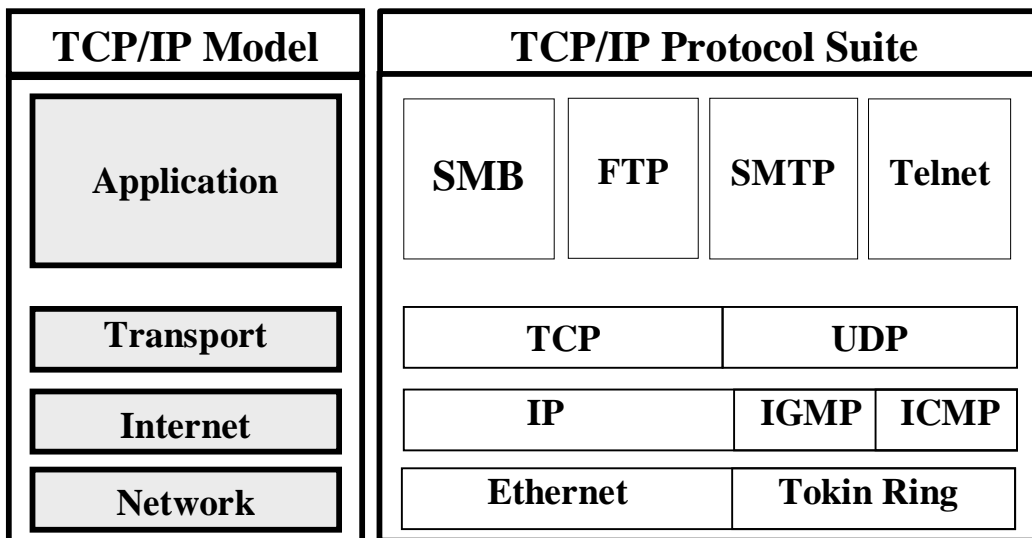 TCP/IP Model
TCP/IP Protocol Suite
Application
SMB
FTP
SMTP
Telnet
Transport
TCP
UDP
Internet
IP
IGMP
ICMP
Network
Ethernet
Tokin Ring